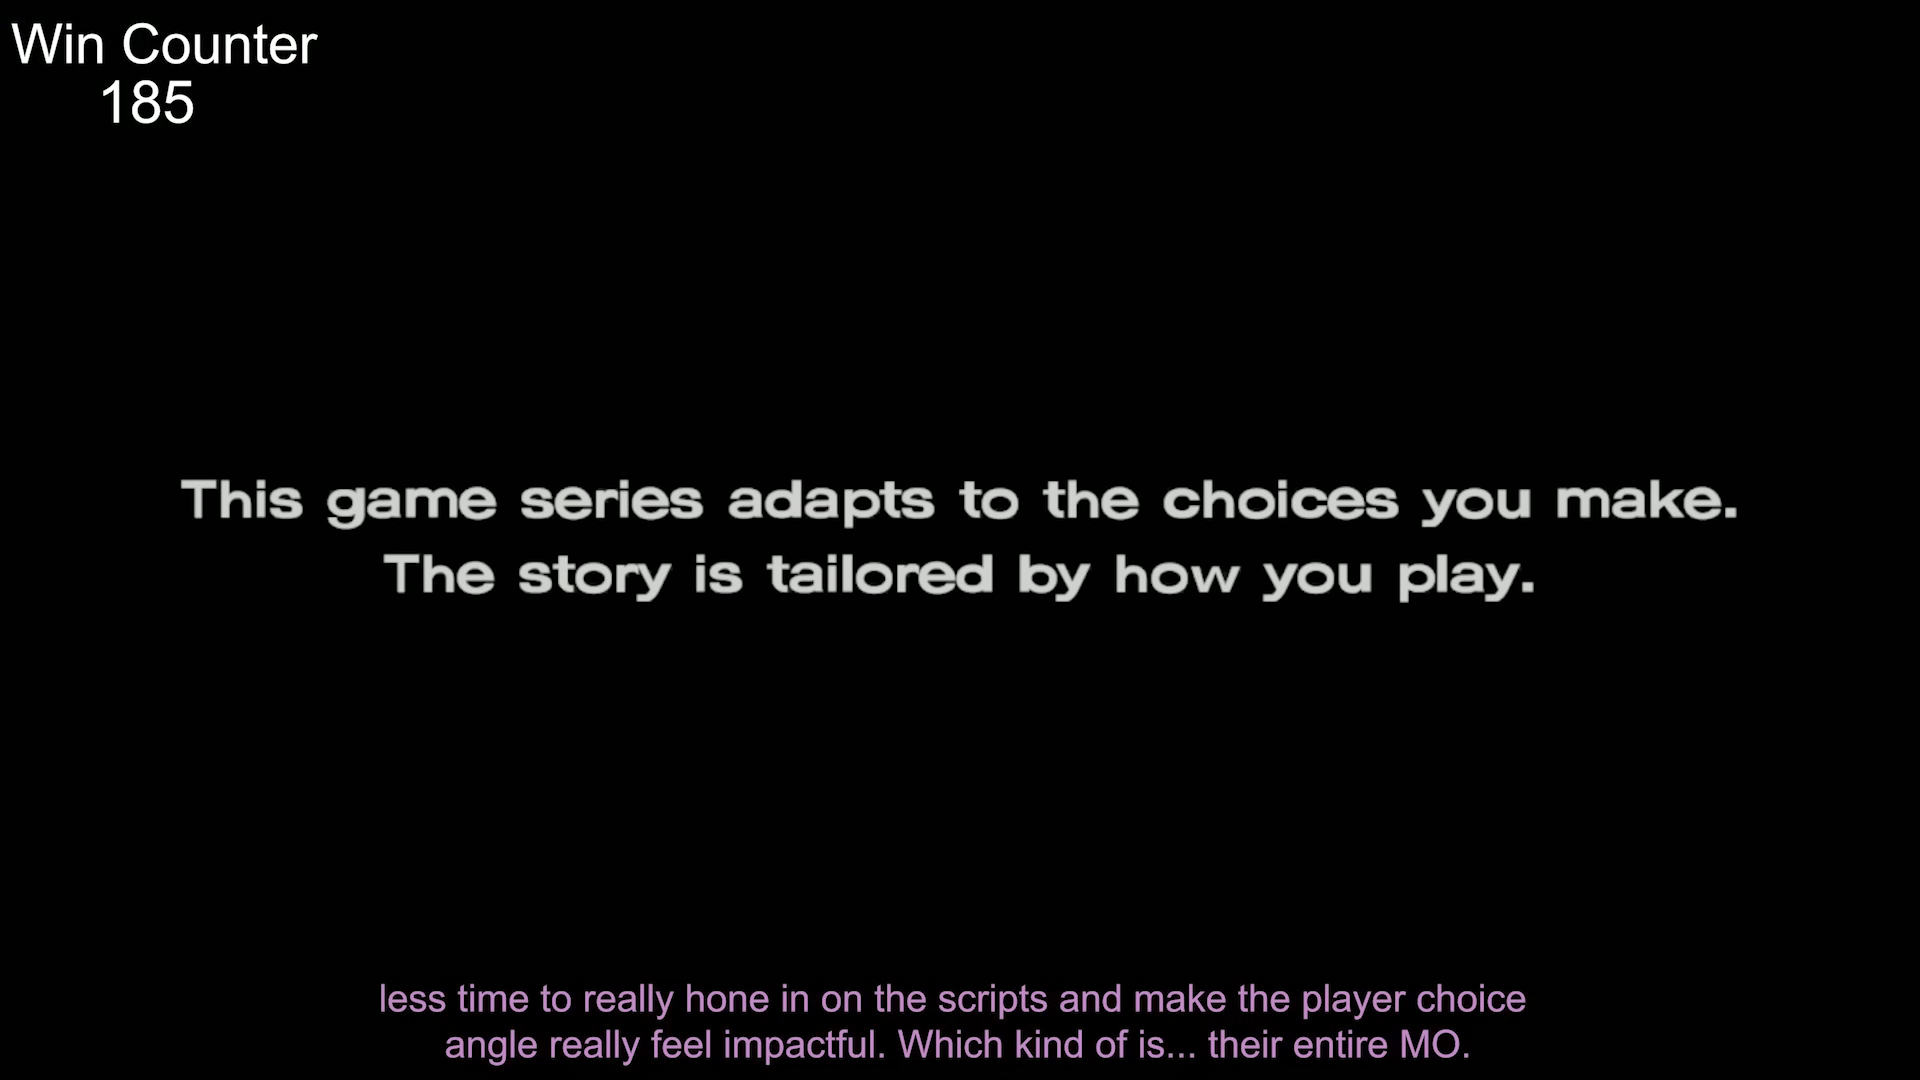 Win Counter
185
This game series adapts to the choices you make.
The story is tailored by how you play.
less time to really hone in on the scripts and make the player choice
angle really feel impactful. Which kind of is... their entire MO.